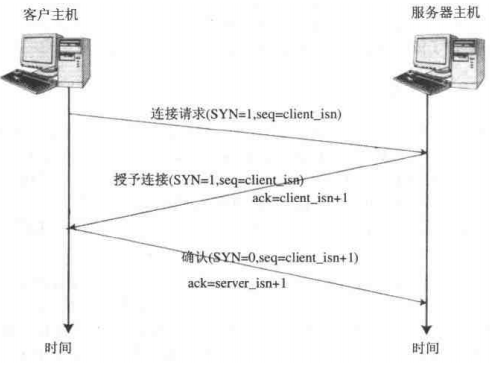 客户主机
服务器主机
连接请求(SYN=1,seq=client_isn)
授予连接(SYN=1,seq=client_isn)
ack=client_isn+1
确认(SYN=0,seq=client_isn+1)
ack=server_isn+1
时间
时间